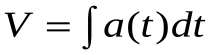 V = ∫ a(t)dt